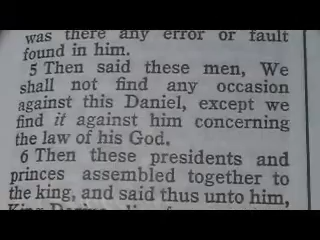 was there any error or fault
found in him.
5 Then said these men, We
shall not find any occasion
against this Daniel, except we
find it against him concerning
the law of his God.
6 Then these presidents and
princes assembled together to
the king, and said thus unto him,
King